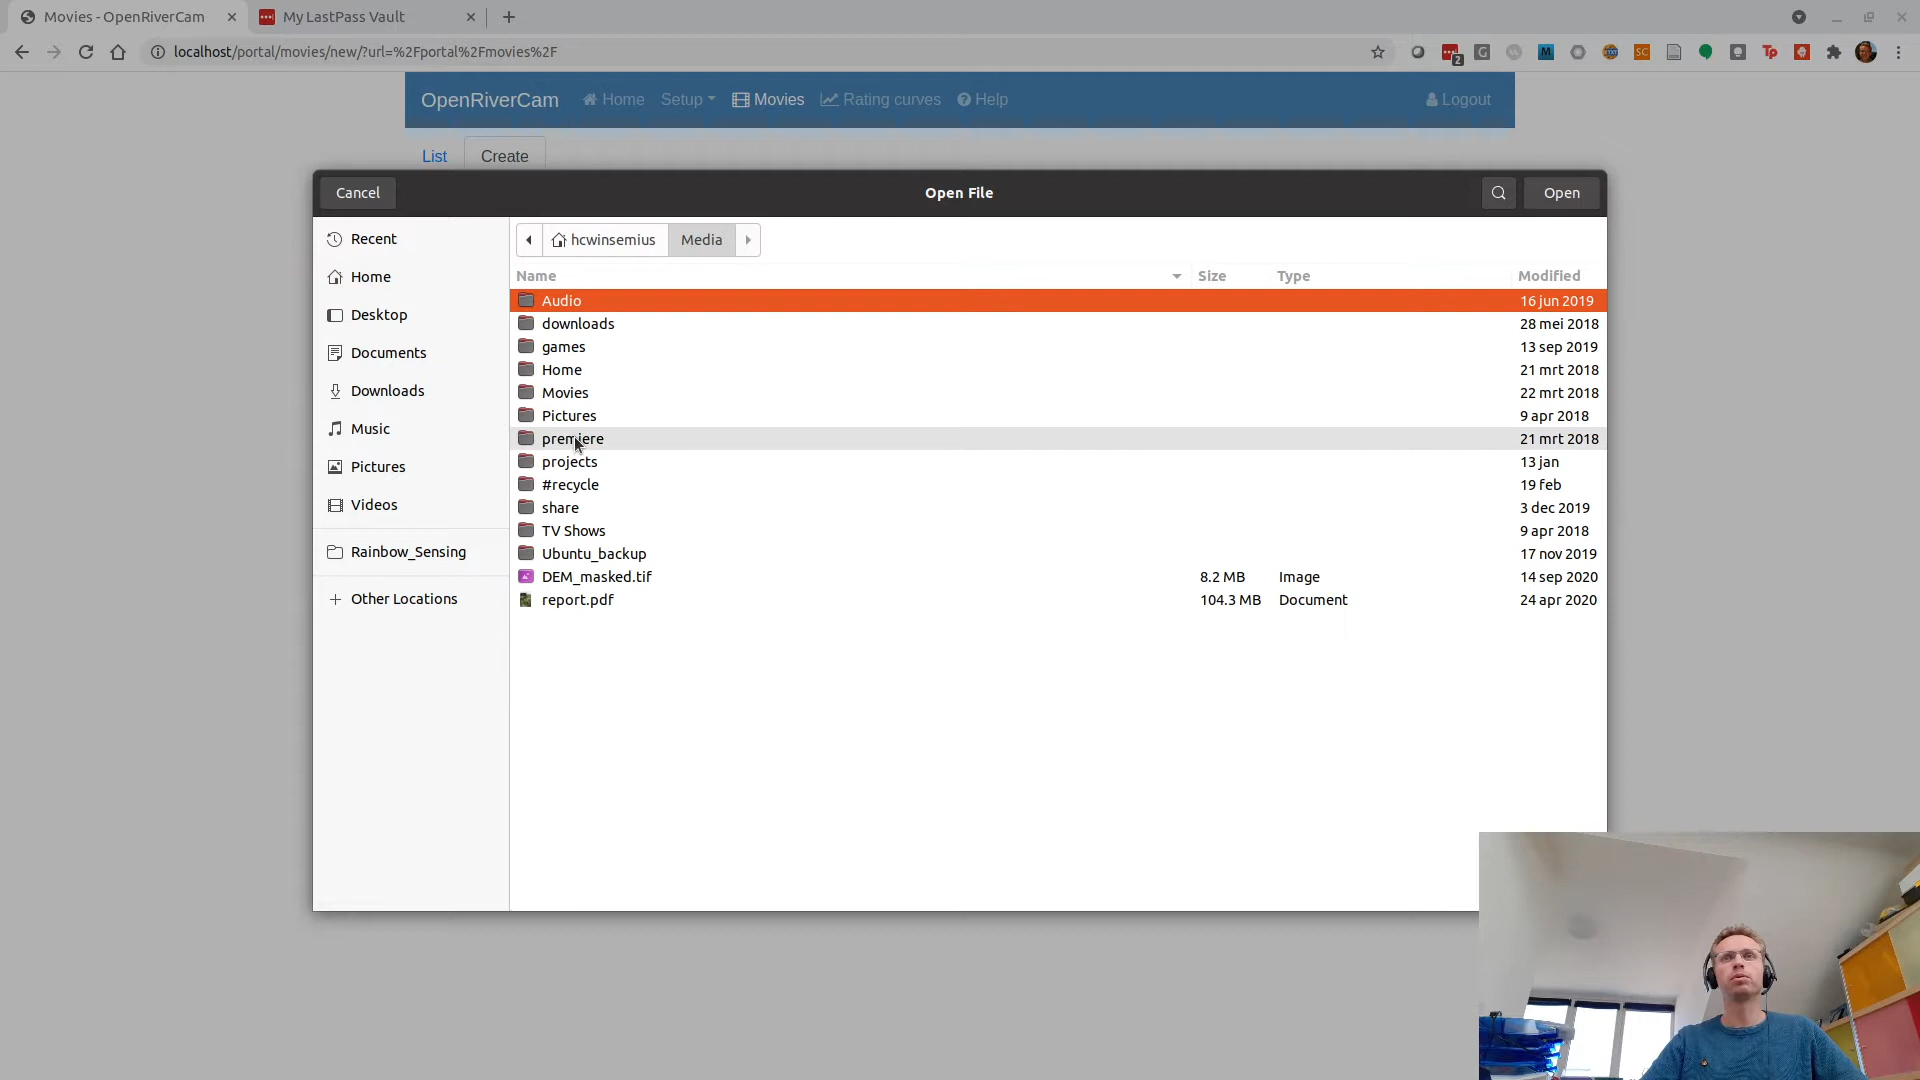 Movies - OpenRiverCam
My LastPass Vault
localhost/portal/movies/new/?url=%2Fportal%2Fmovies%2F
2
G
M
SC
Tp
OpenRiverCam Home Setup Movies Rating curves Help Logout
List Create
Cancel Open File Open
Recent
Home
Desktop
Documents
Downloads
Music
Pictures
Videos
Rainbow_Sensing
Other Locations
hcwinsemius Media
Name Size Type Modified
Audio 16 jun 2019
downloads 28 mei 2018
games 13 sep 2019
Home 21 mrt 2018
Movies 22 mrt 2018
Pictures 9 apr 2018
premiere 21 mrt 2018
projects 13 jan
#recycle 19 feb
share 3 dec 2019
TV Shows 9 apr 2018
Ubuntu_backup 17 nov 2019
DEM_masked.tif 8.2 MB Image 14 sep 2020
report.pdf 104.3 MB Document 24 apr 2020